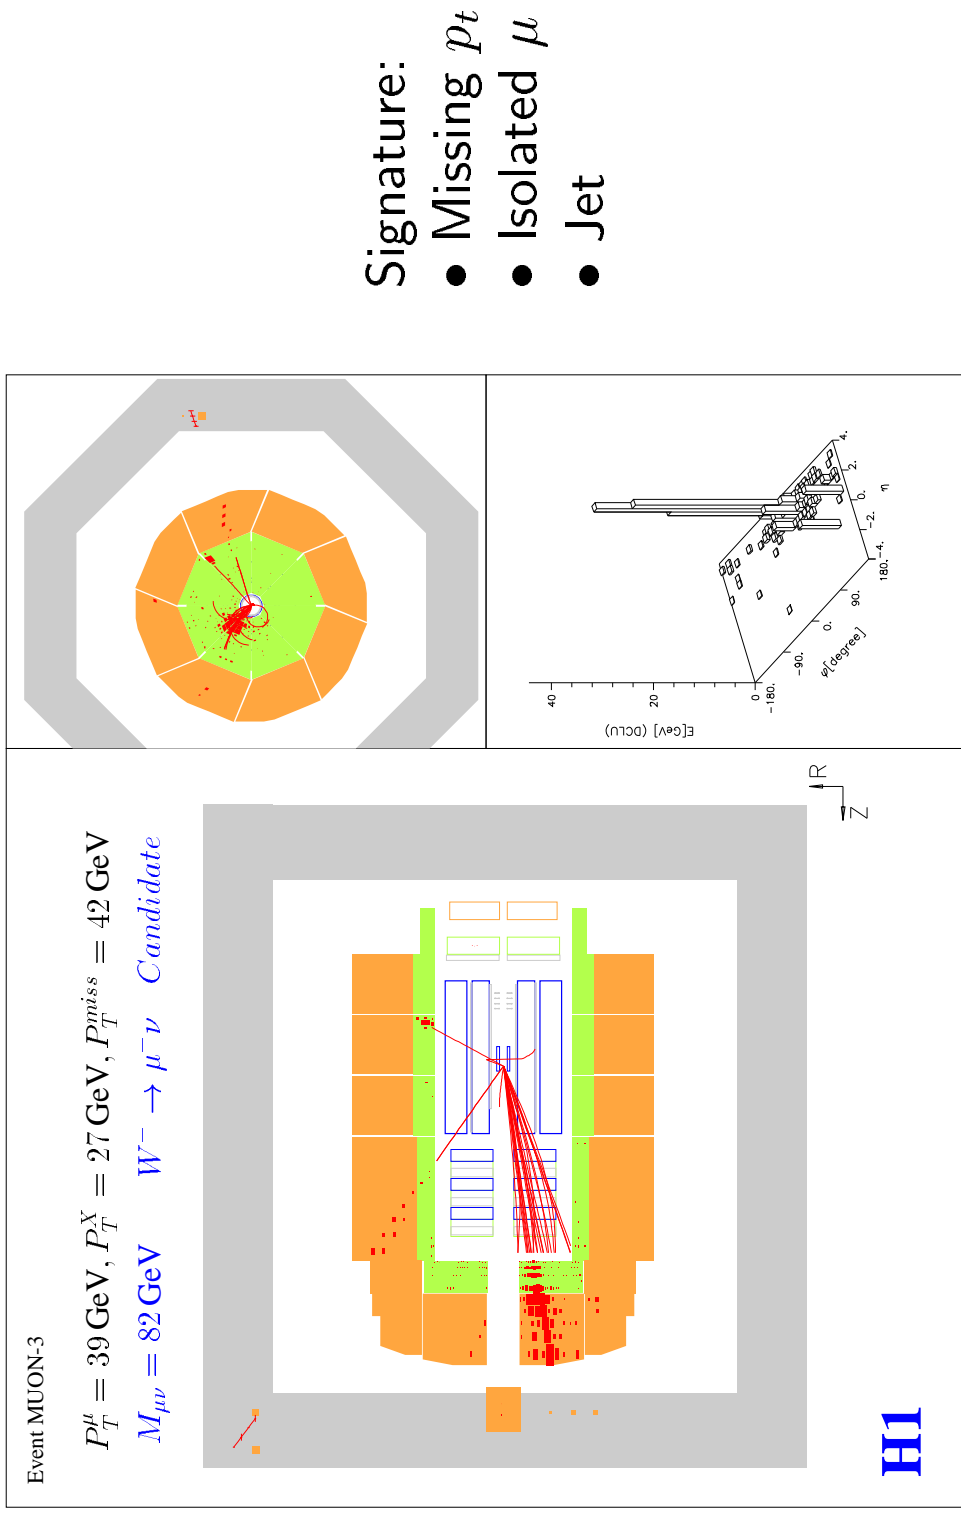 Event MUON-3
P_T^μ = 39 GeV, P_T^X = 27 GeV, P_T^miss = 42 GeV
M_μν = 82 GeV W⁻ → μ⁻ν Candidate
R
Z
H1
E[GeV] (DCLU)
40
20
0
-180.
-90.
0.
90.
180.
φ[degree]
-4.
-2.
0.
2.
4.
η
Signature:
• Missing p_t
• Isolated μ
• Jet